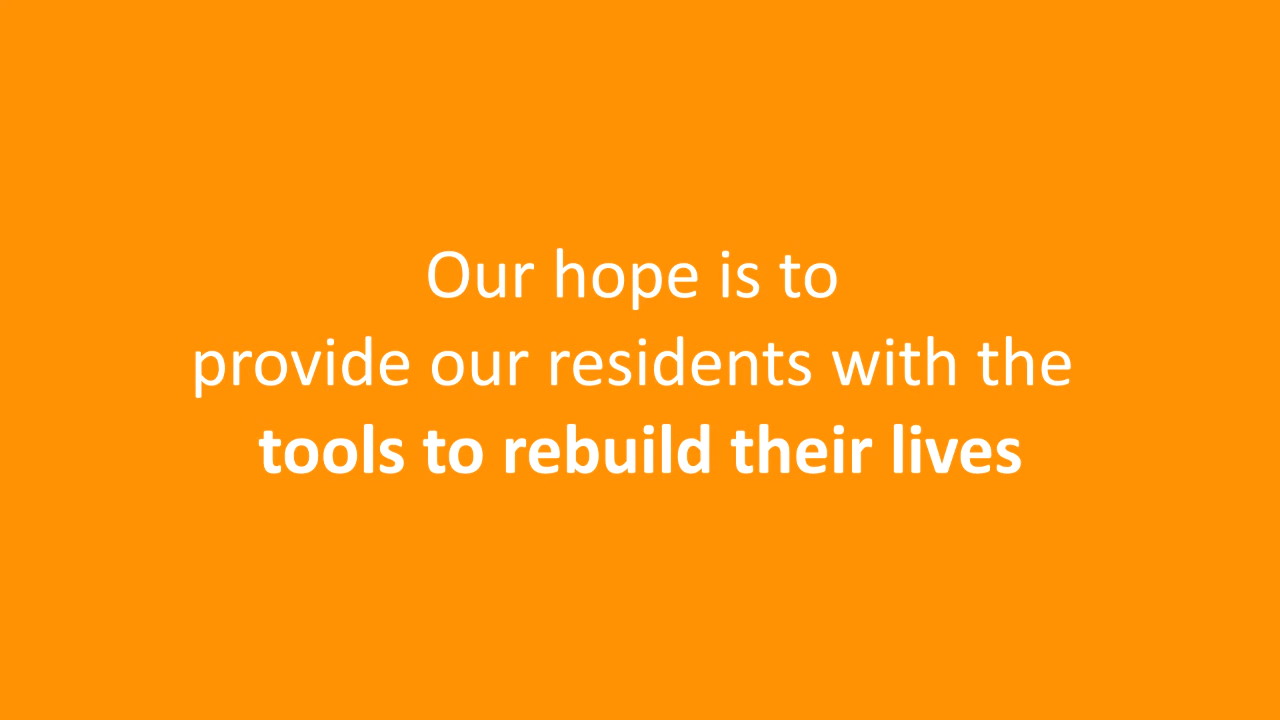 Our hope is to
provide our residents with the
tools to rebuild their lives